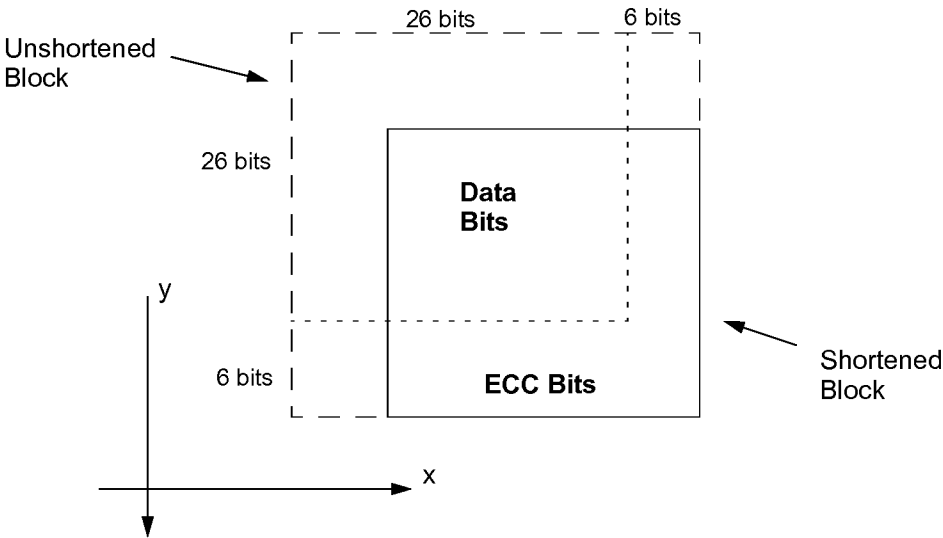 26 bits
6 bits
Unshortened
Block
26 bits
Data
Bits
y
6 bits
ECC Bits
Shortened
Block
x